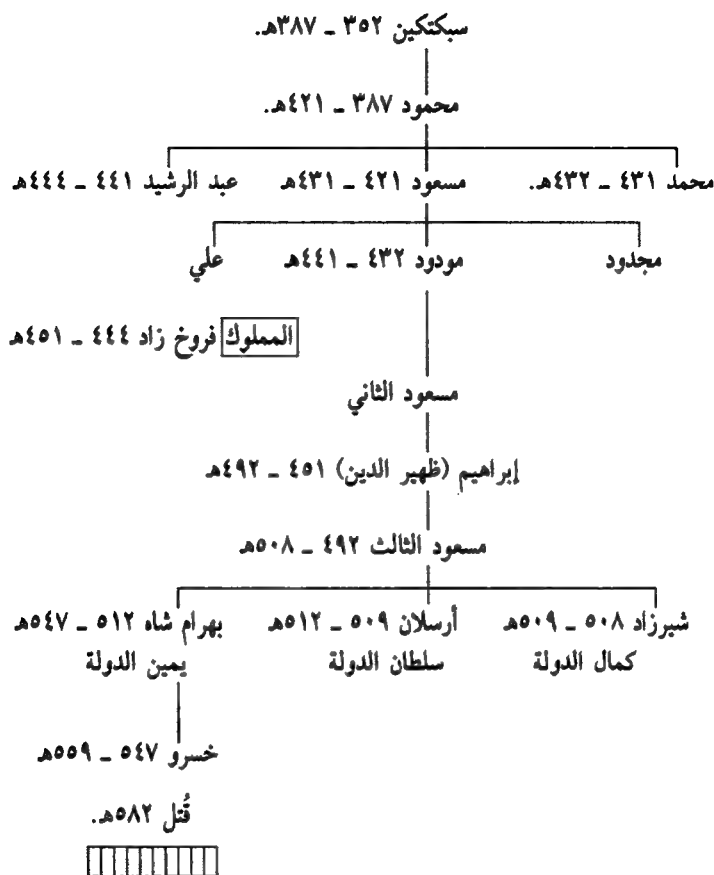 سبكتكين ٣٥٢ ـ ٣٨٧هـ.
محمود ٣٨٧ ـ ٤٢١هـ.
محمد ٤٣١ ـ ٤٣٢هـ. مسعود ٤٢١ ـ ٤٣١هـ عبد الرشيد ٤٤١ ـ ٤٤٤هـ
مجدود مودود ٤٣٢ ـ ٤٤١هـ علي
المملوك فروخ زاد ٤٤٤ ـ ٤٥١هـ
مسعود الثاني
إبراهيم (ظهير الدين) ٤٥١ ـ ٤٩٢هـ
مسعود الثالث ٤٩٢ ـ ٥٠٨هـ
شيرزاد ٥٠٨ ـ ٥٠٩هـ أرسلان ٥٠٩ ـ ٥١٢هـ بهرام شاه ٥١٢ ـ ٥٤٧هـ
كمال الدولة سلطان الدولة يمين الدولة
خسرو ٥٤٧ ـ ٥٥٩هـ
قُتل ٥٨٢هـ.